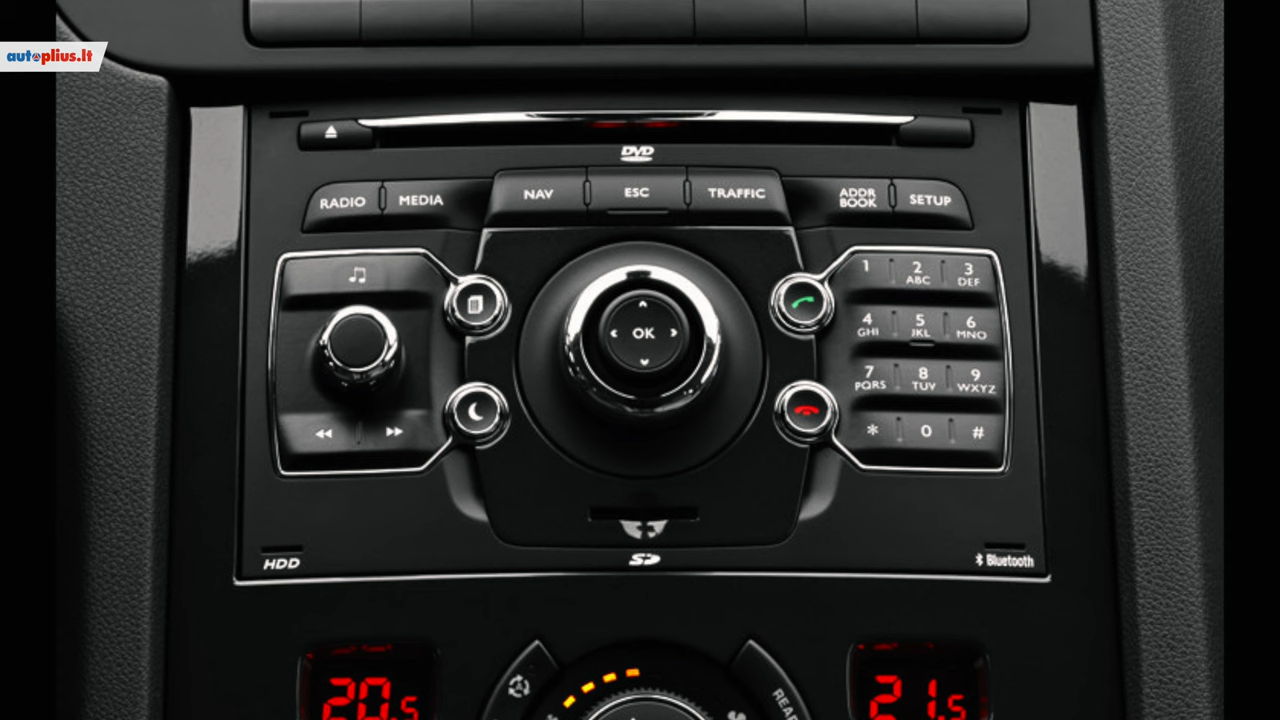 autoplius.lt
DVD
RADIO MEDIA NAV ESC TRAFFIC ADDR BOOK SETUP
1 2 ABC 3 DEF
4 GHI 5 JKL 6 MNO
OK
7 PQRS 8 TUV 9 WXYZ
* 0 #
HDD SD Bluetooth
20.5 21.5